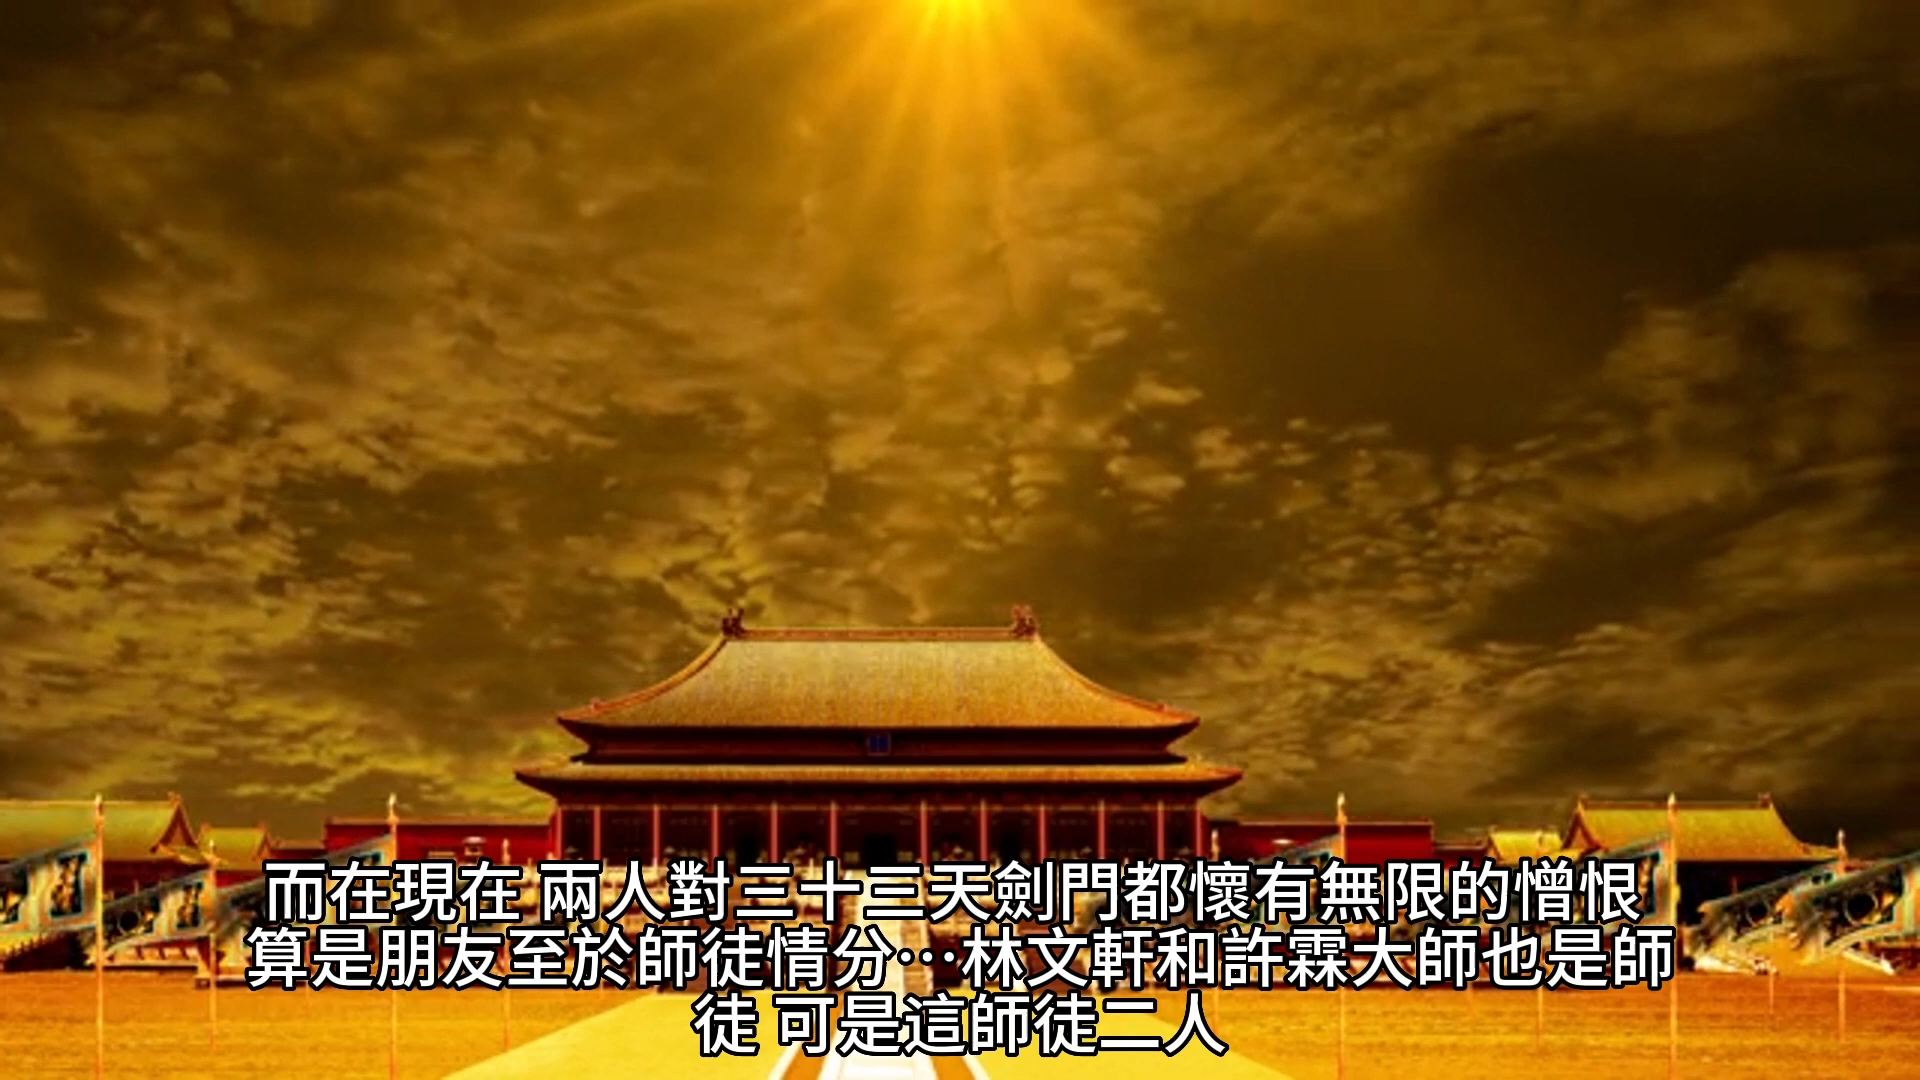 而在現在 兩人對三十三天劍門都懷有無限的憎恨
算是朋友至於師徒情分…林文軒和許霖大師也是師
徒 可是這師徒二人